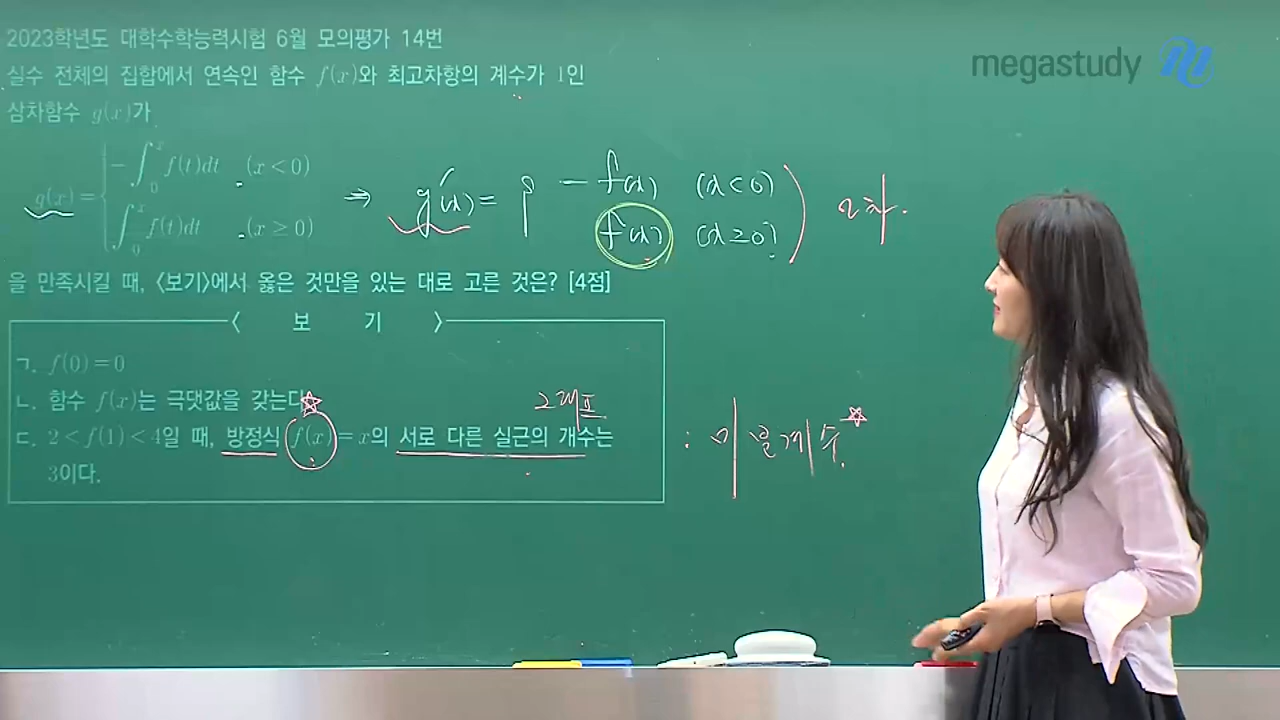 2023학년도 대학수학능력시험 6월 모의평가 14번
megastudy
실수 전체의 집합에서 연속인 함수 f(x)와 최고차항의 계수가 1인
삼차함수 g(x)가
g(x) = { -∫₀ˣ f(t)dt (x<0)
∫₀ˣ f(t)dt (x≥0)
⇒ g'(x) = { -f(x) (x<0)
f(x) (x≥0) ) 2차.
을 만족시킬 때, <보기>에서 옳은 것만을 있는 대로 고른 것은? [4점]
< 보 기 >
ㄱ. f(0)=0
ㄴ. 함수 f(x)는 극댓값을 갖는다.
2개
ㄷ. 2<f(1)<4일 때, 방정식 f(x)=x의 서로 다른 실근의 개수는
3이다.
: 미 계수